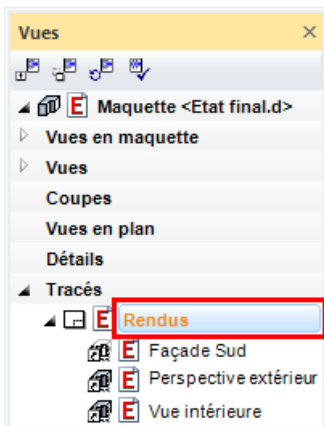 Vues
E Maquette <Etat final.d>
Vues en maquette
Vues
Coupes
Vues en plan
Détails
Tracés
E Rendus
E Façade Sud
E Perspective extérieur
E Vue intérieure